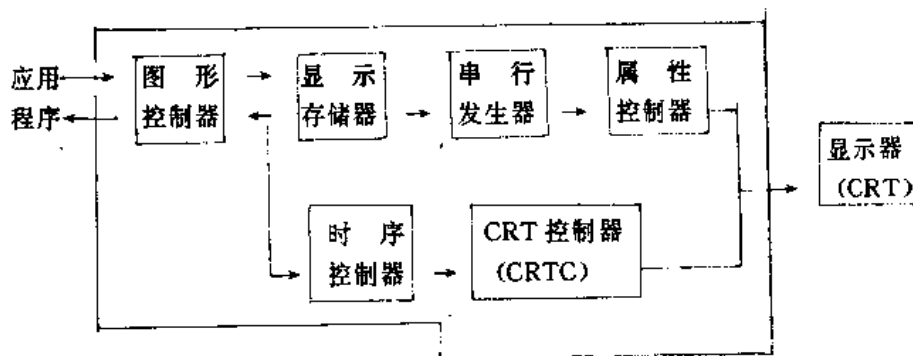 应用
程序
图 形
控制器
显 示
存储器
串 行
发生器
属 性
控制器
显示器
(CRT)
时 序
控制器
CRT 控制器
(CRTC)